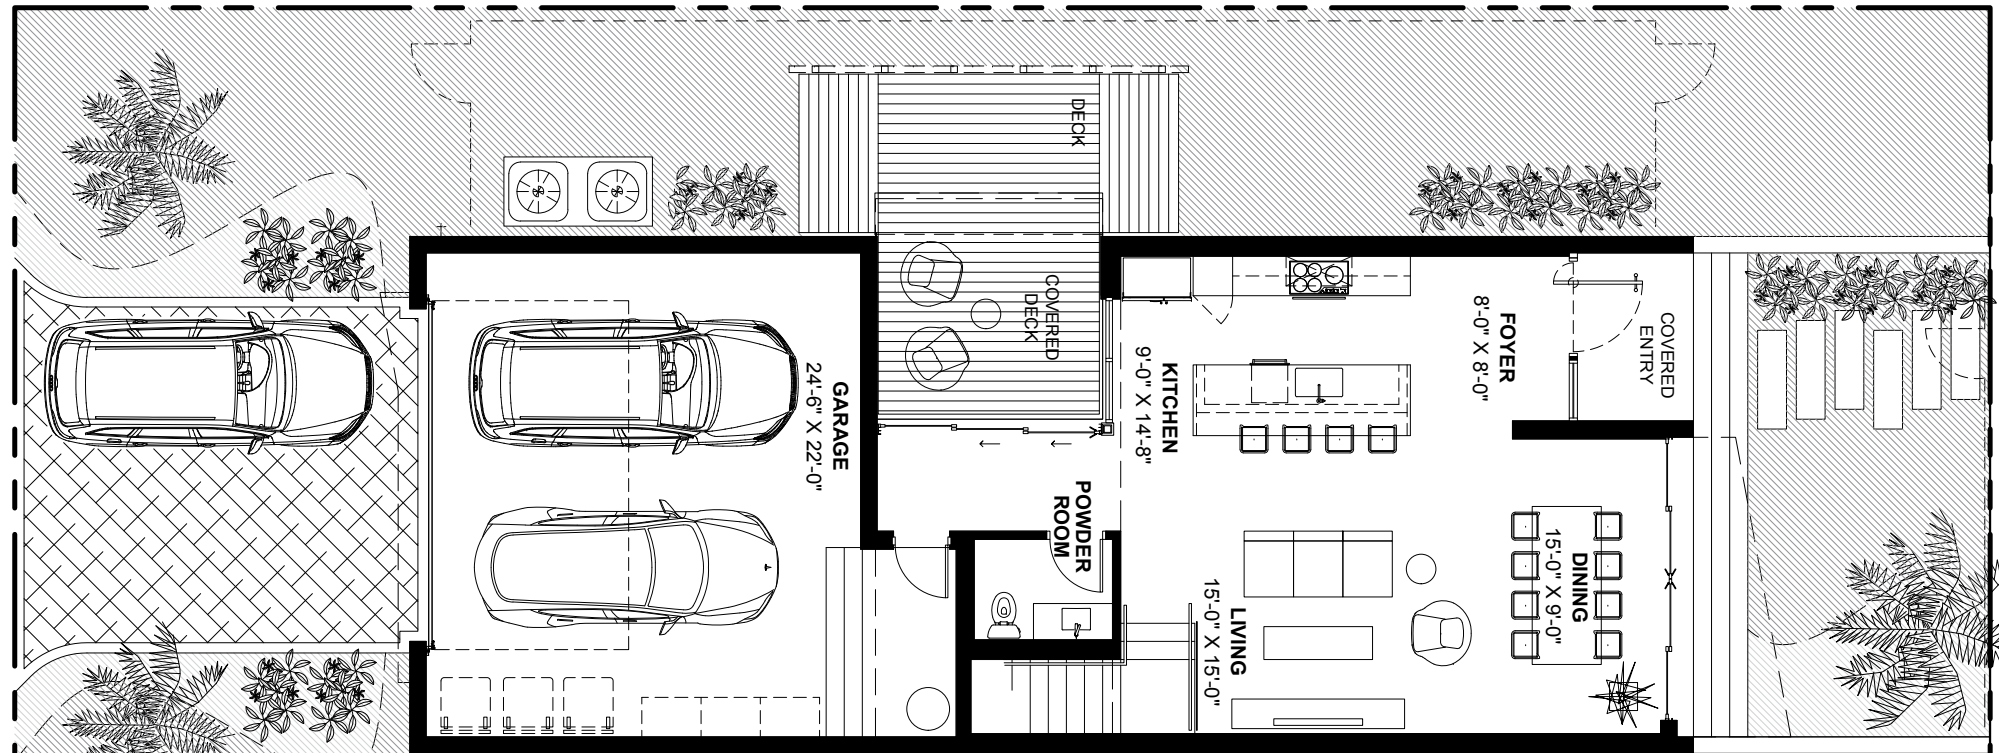 DECK
COVERED
DECK
GARAGE
24'-6" X 22'-0"
KITCHEN
9'-0" X 14'-8"
POWDER
ROOM
FOYER
8'-0" X 8'-0"
COVERED
ENTRY
LIVING
15'-0" X 15'-0"
DINING
15'-0" X 9'-0"